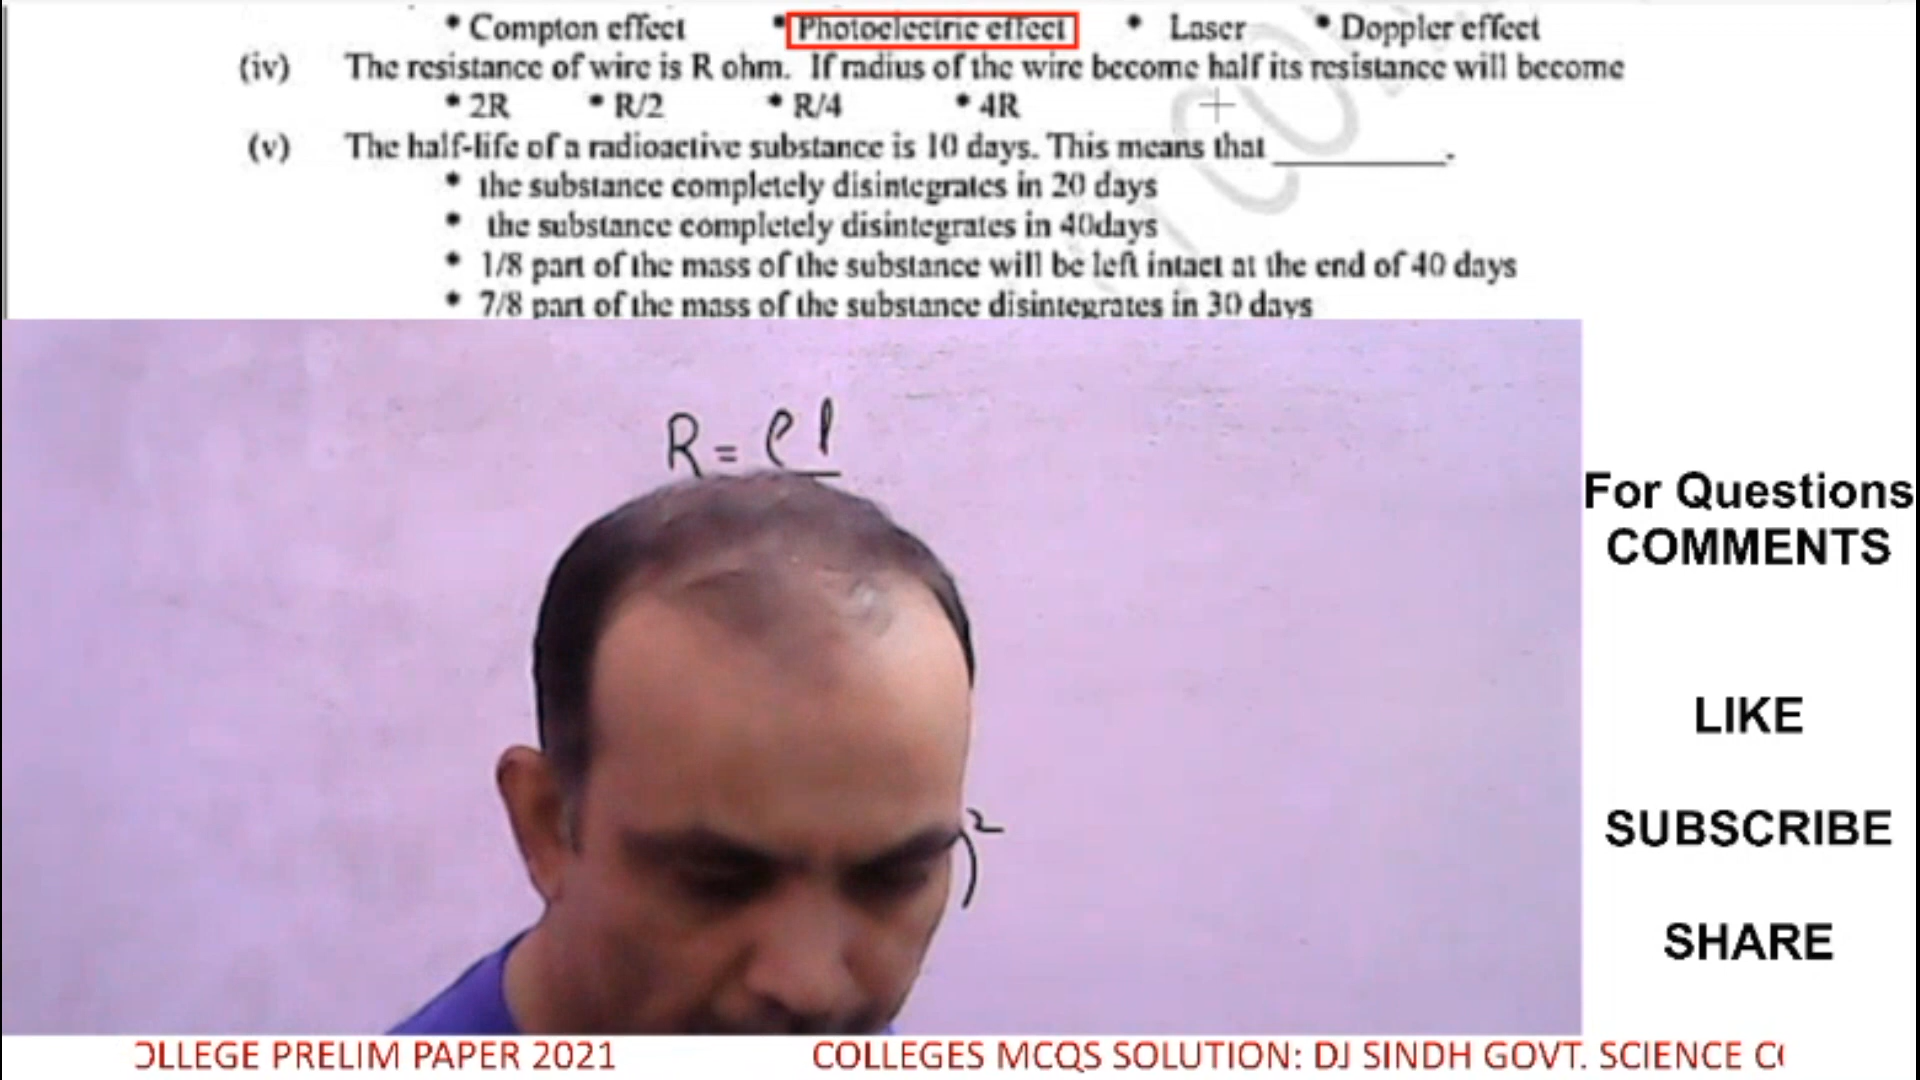 • Compton effect • Photoelectric effect • Laser • Doppler effect
(iv) The resistance of wire is R ohm. If radius of the wire become half its resistance will become
• 2R • R/2 • R/4 • 4R
(v) The half-life of a radioactive substance is 10 days. This means that __________.
• the substance completely disintegrates in 20 days
• the substance completely disintegrates in 40days
• 1/8 part of the mass of the substance will be left intact at the end of 40 days
• 7/8 part of the mass of the substance disintegrates in 30 days
R = ρl
)²
For Questions
COMMENTS
LIKE
SUBSCRIBE
SHARE
OLLEGE PRELIM PAPER 2021 COLLEGES MCQS SOLUTION: DJ SINDH GOVT. SCIENCE CO